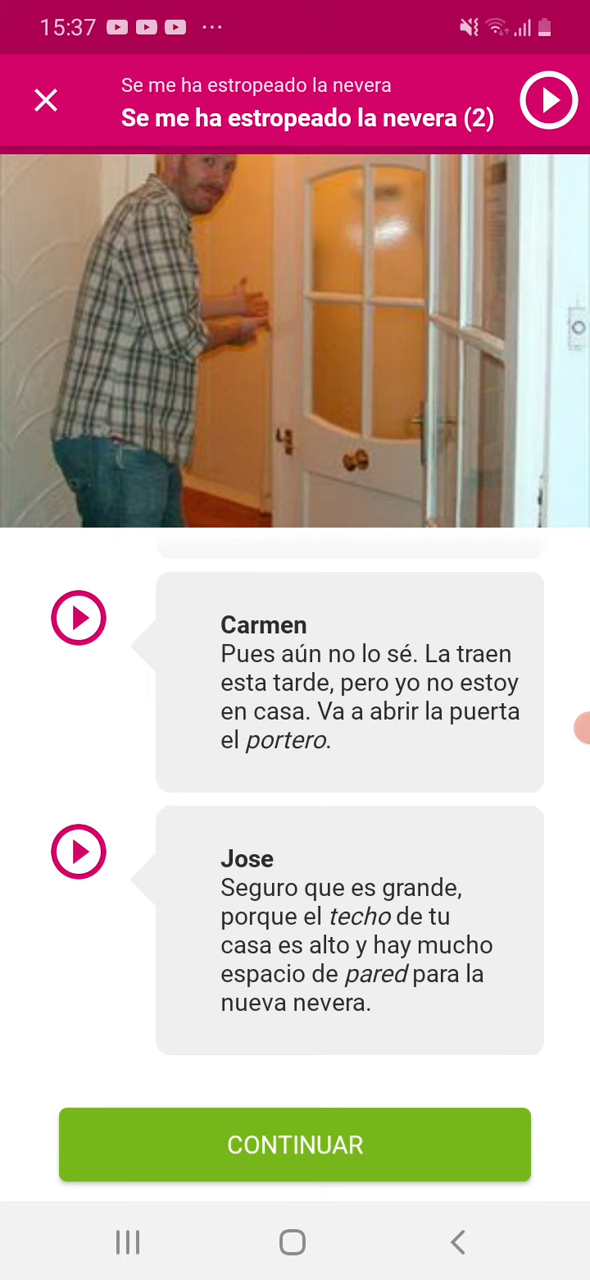 15:37
Se me ha estropeado la nevera
Se me ha estropeado la nevera (2)
Carmen
Pues aún no lo sé. La traen
esta tarde, pero yo no estoy
en casa. Va a abrir la puerta
el portero.
Jose
Seguro que es grande,
porque el techo de tu
casa es alto y hay mucho
espacio de pared para la
nueva nevera.
CONTINUAR